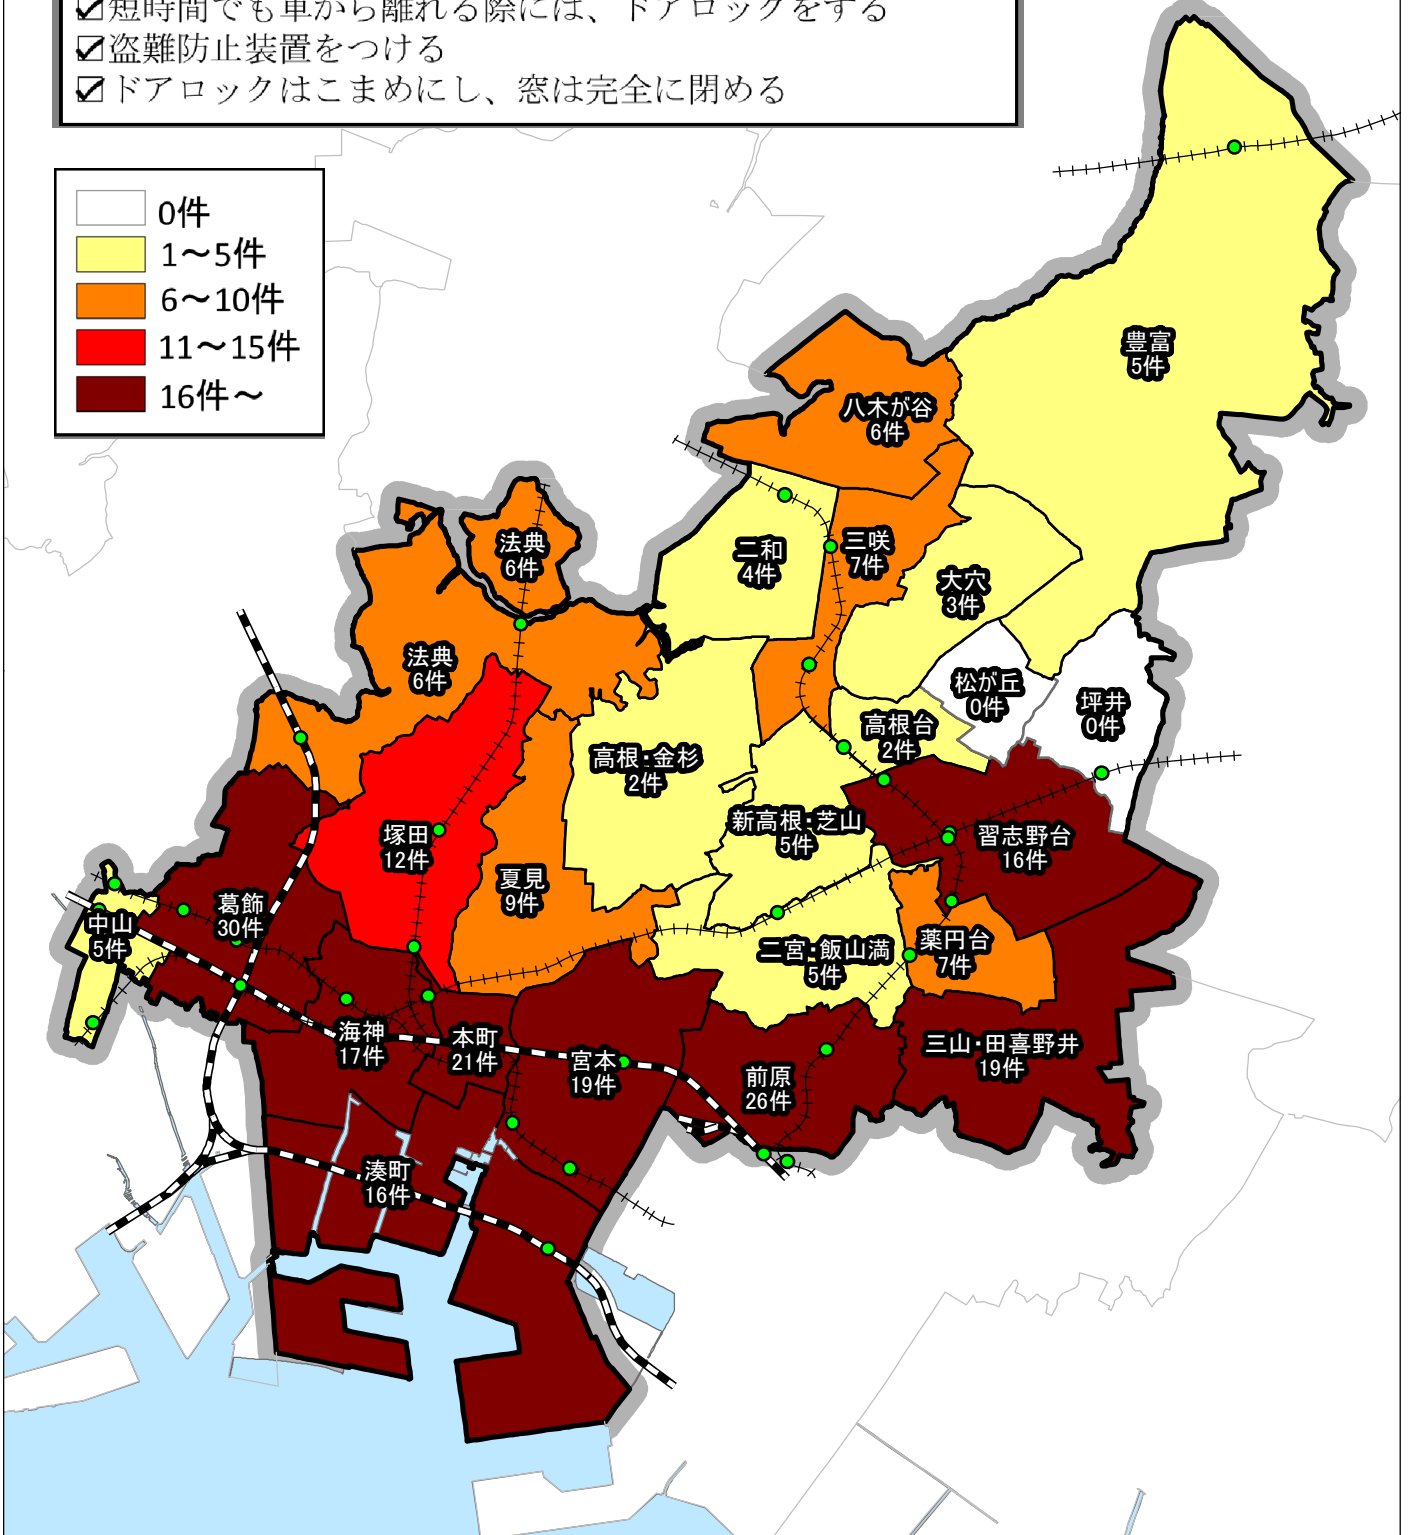 ☑短時間でも車から離れる際には、ドアロックをする
☑盗難防止装置をつける
☑ドアロックはこまめにし、窓は完全に閉める
0件
1～5件
6～10件
11～15件
16件～
豊富
5件
八木が谷
6件
法典
6件
二和
4件
三咲
7件
大穴
3件
法典
6件
松が丘
0件
坪井
0件
高根台
2件
高根・金杉
2件
新高根・芝山
5件
習志野台
16件
塚田
12件
夏見
9件
葛飾
30件
中山
5件
二宮・飯山満
5件
薬円台
7件
海神
17件
本町
21件
宮本
19件
前原
26件
三山・田喜野井
19件
湊町
16件